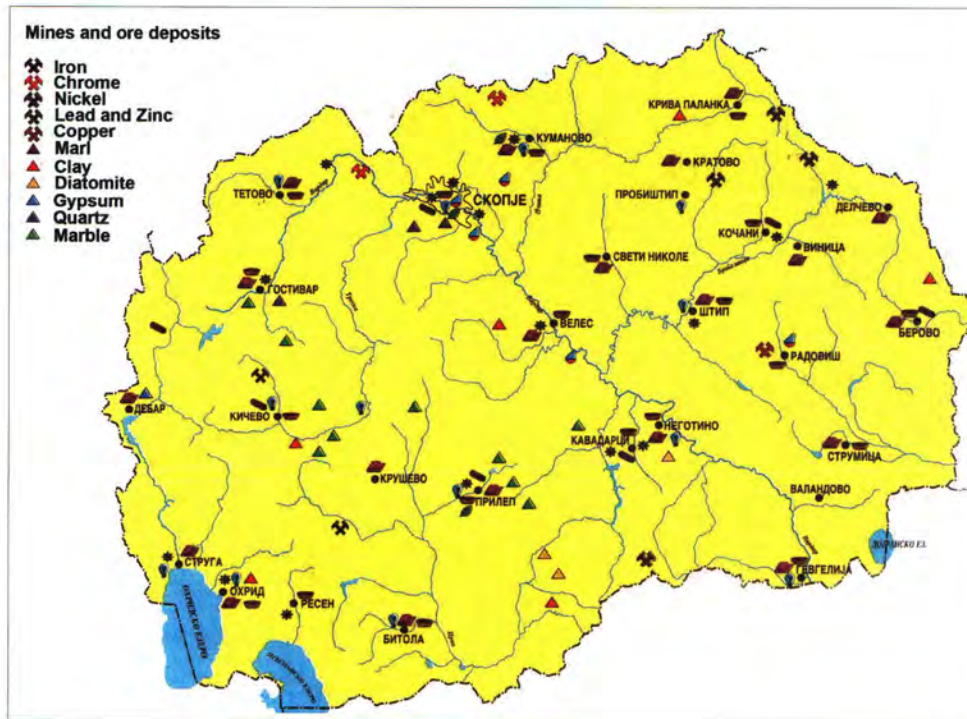 Mines and ore deposits
Iron
Chrome
Nickel
Lead and Zinc
Copper
Marl
Clay
Diatomite
Gypsum
Quartz
Marble
КРИВА ПАЛАНКА
КУМАНОВО
КРАТОВО
ТЕТОВО
ПРОБИШТИП
СКОПЈЕ
ДЕЛЧЕВО
КОЧАНИ
ВИНИЦА
СВЕТИ НИКОЛЕ
ГОСТИВАР
ШТИП
ВЕЛЕС
БЕРОВО
РАДОВИШ
ДЕБАР
КИЧЕВО
НЕГОТИНО
КАВАДАРЦИ
СТРУМИЦА
КРУШЕВО
ПРИЛЕП
ВАЛАНДОВО
СТРУГА
ГЕВГЕЛИЈА
ОХРИД
РЕСЕН
БИТОЛА